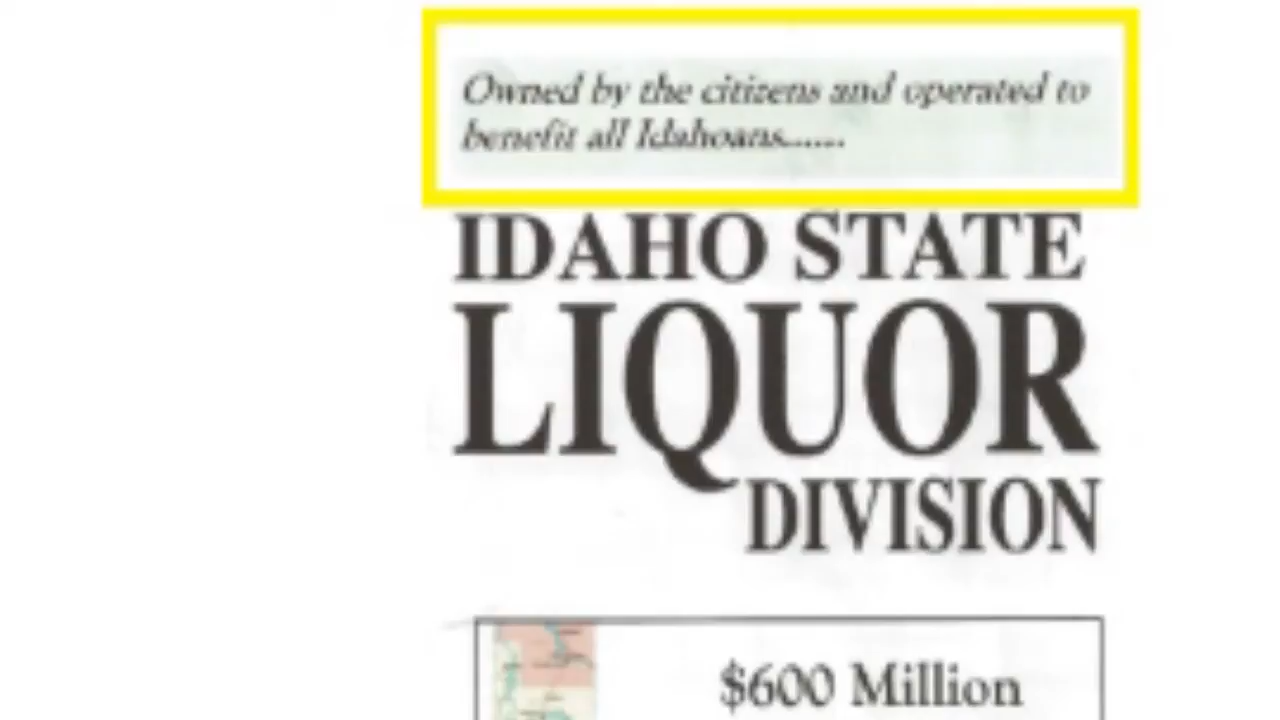 Owned by the citizens and operated to
benefit all Idahoans......
IDAHO STATE
LIQUOR
DIVISION
$600 Million